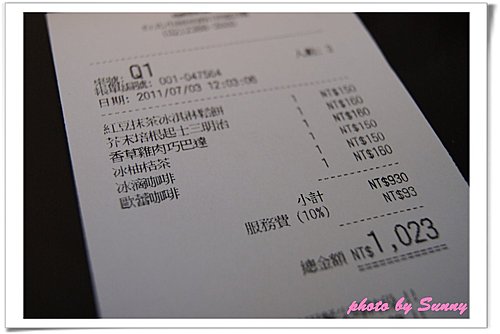 桌號: Q1
帳單號碼: 001-047564
人數: 3
日期: 2011/07/03 12:03:06
紅豆抹茶冰淇淋鬆餅 1 NT$150
芥末培根起士三明治 1 NT$160
香草雞肉巧巴達 1 NT$160
冰柚桔茶 1 NT$150
冰滴咖啡 1 NT$150
歐蕾咖啡 1 NT$160
小計 NT$930
服務費 (10%) NT$93
總金額 NT$1,023
photo by Sunny